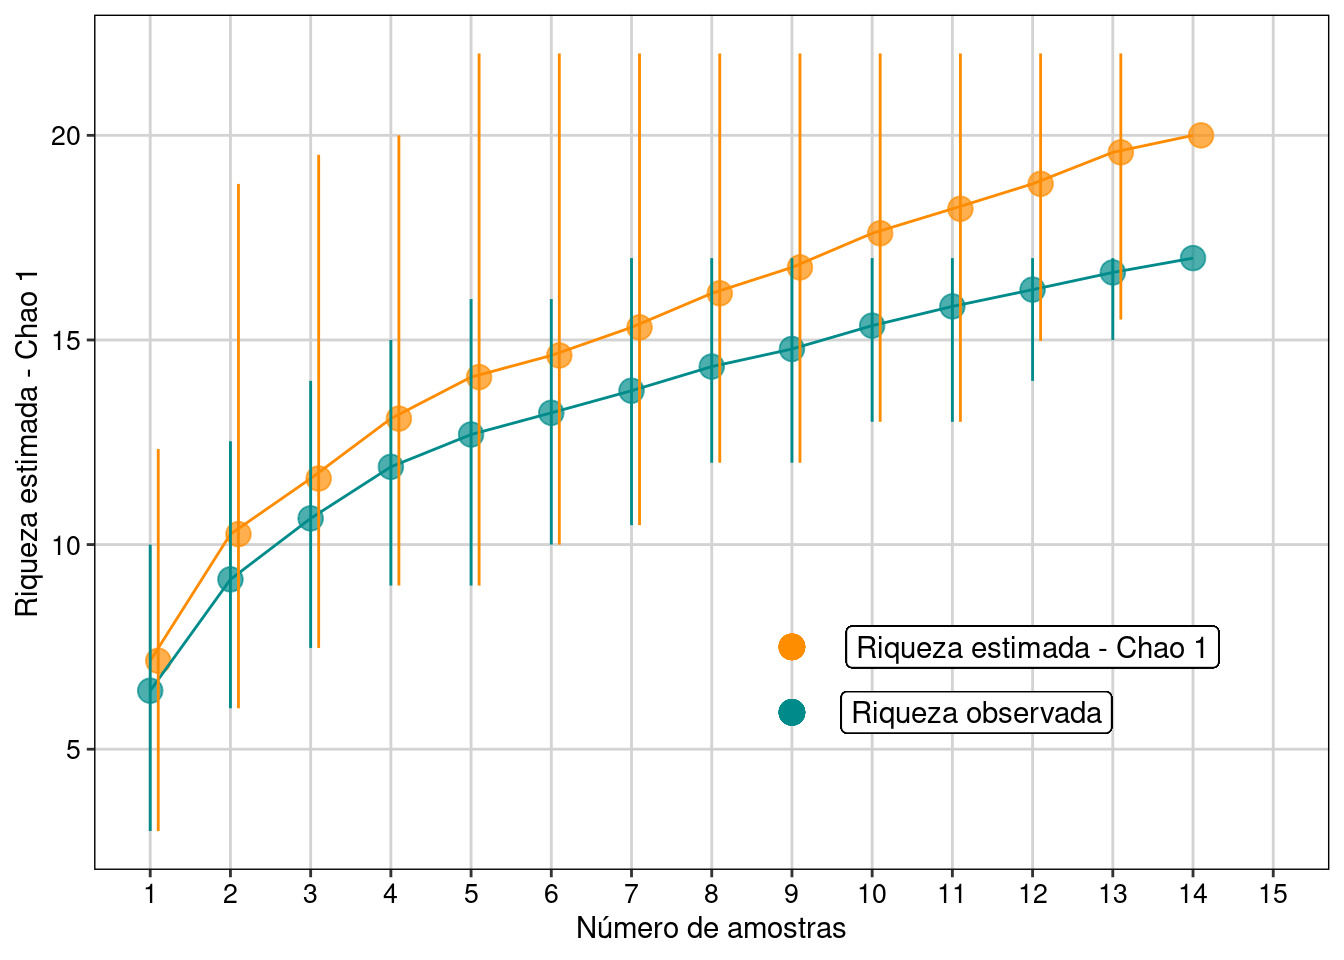 Riqueza estimada - Chao 1
20
15
10
5
Riqueza estimada - Chao 1
Riqueza observada
1 2 3 4 5 6 7 8 9 10 11 12 13 14 15
Número de amostras